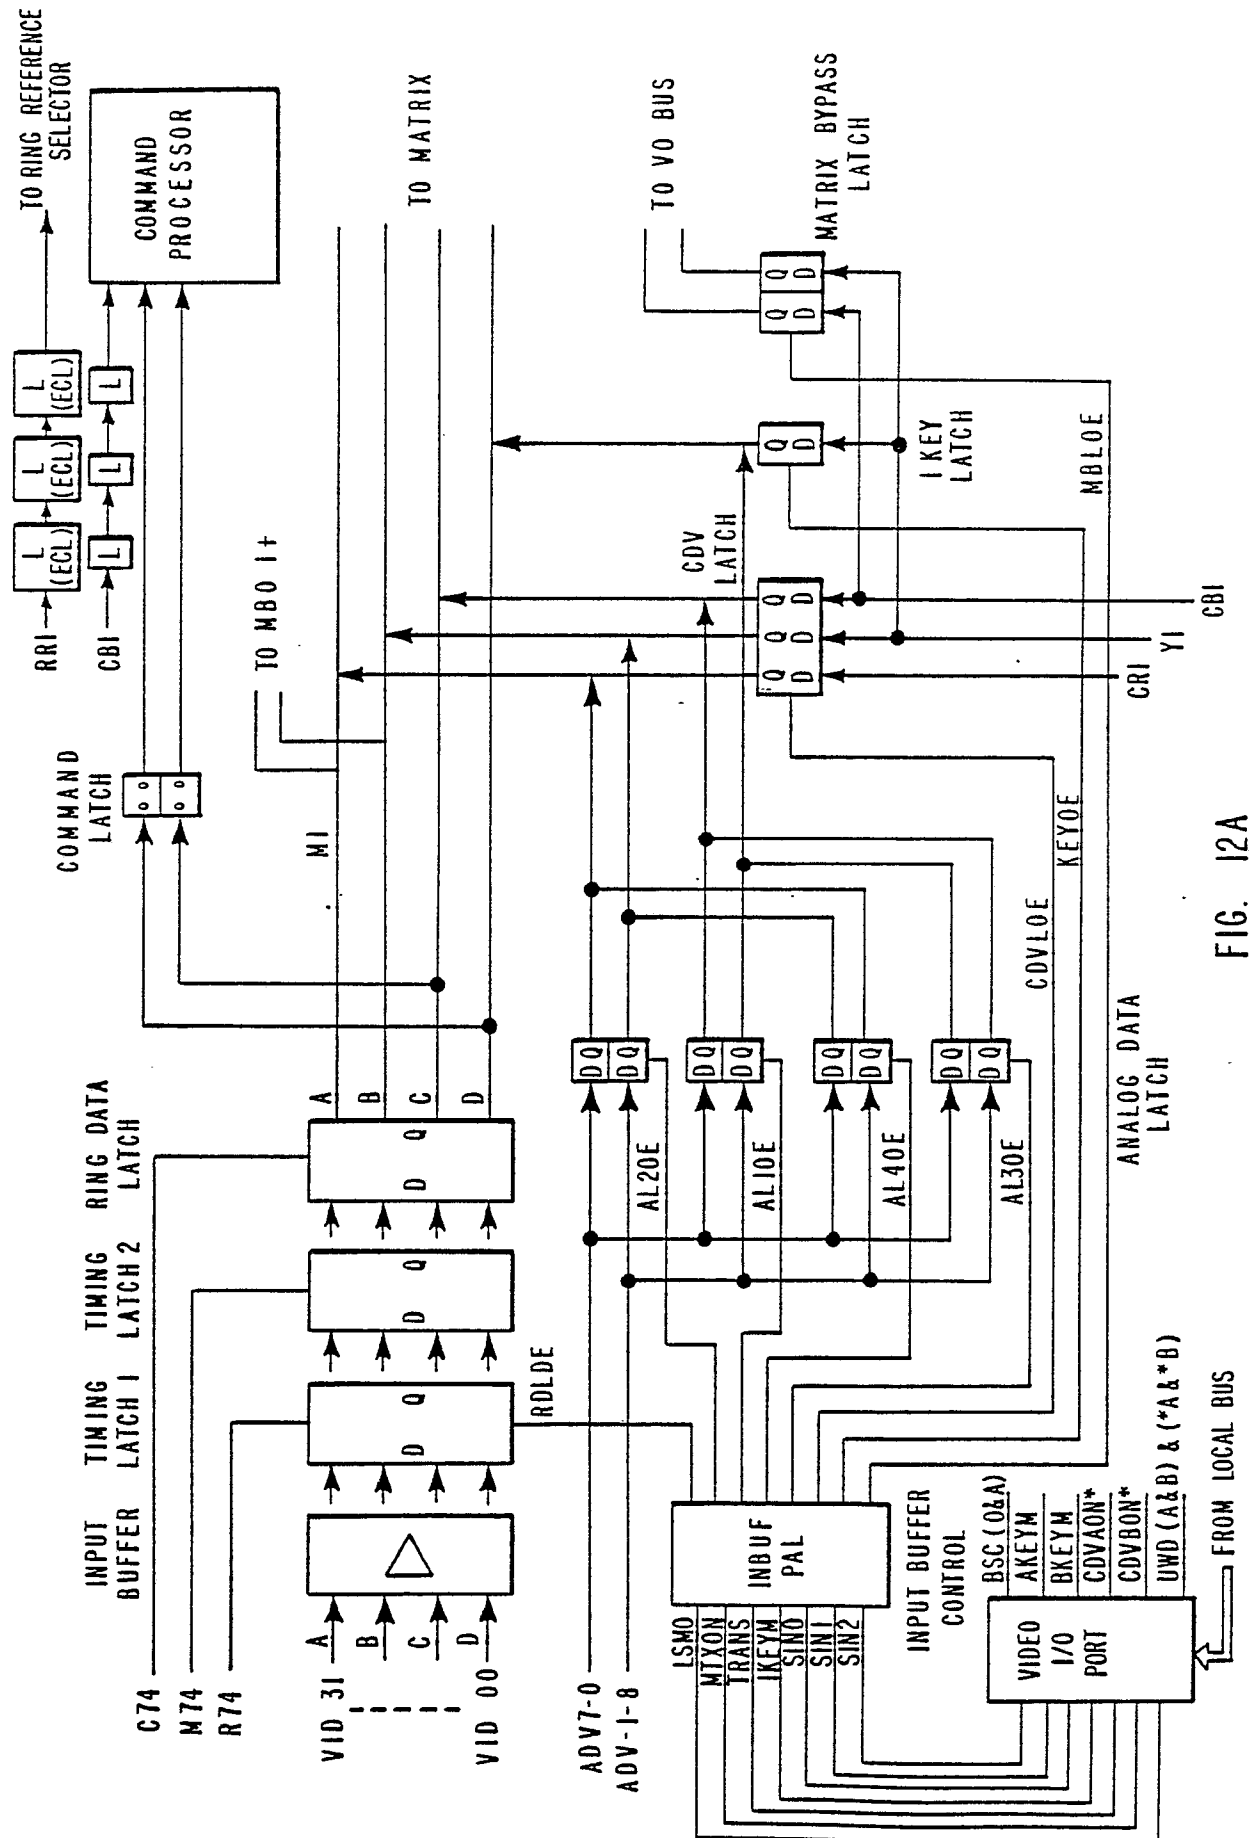 TO RING REFERENCE
SELECTOR
RRI
L
(ECL)
L
(ECL)
L
(ECL)
CBI
L
L
L
COMMAND
PROCESSOR
COMMAND
LATCH
TO MBO I+
TO MATRIX
MI
C74
M74
R74
INPUT
BUFFER
TIMING
LATCH 1
TIMING
LATCH 2
RING DATA
LATCH
VID 31
VID 00
A
B
C
D
D Q
D Q
D Q
A
B
C
D
RDLDE
TO VO BUS
MATRIX BYPASS
LATCH
Q Q
D D
Q
D
IKEY
LATCH
CDV
LATCH
Q Q Q
D D D
CRI
YI
CBI
MBLOE
KEYOE
CDVLOE
ADV7-0
ADV-1-8
D Q
D Q
AL2OE
D Q
D Q
AL1OE
D Q
D Q
AL4OE
D Q
D Q
AL3OE
ANALOG DATA
LATCH
INBUF
PAL
INPUT BUFFER
CONTROL
LSMO
MTXON
TRANS
IKEYM
SINO
SIN1
SIN2
VIDEO
I/O
PORT
BSC(O&A)
AKEYM
BKEYM
CDVAON*
CDVBON*
UWD(A&B)&(*A&*B)
FROM LOCAL BUS
FIG. 12A